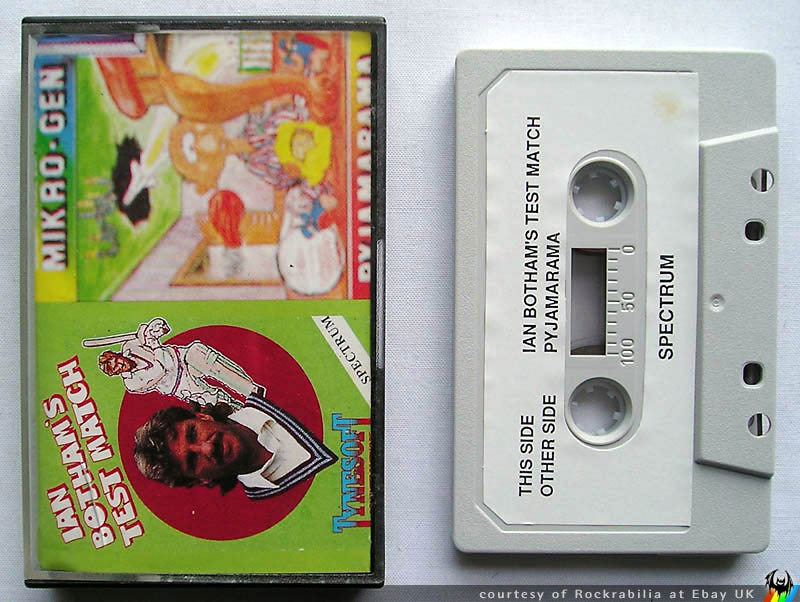 MIKRO-GEN
PYJAMARAMA
IAN
BOTHAM'S
TEST MATCH
SPECTRUM
TYNESOFT
THIS SIDE IAN BOTHAM'S TEST MATCH
OTHER SIDE PYJAMARAMA
100 50 0
SPECTRUM
courtesy of Rockrabilia at Ebay UK